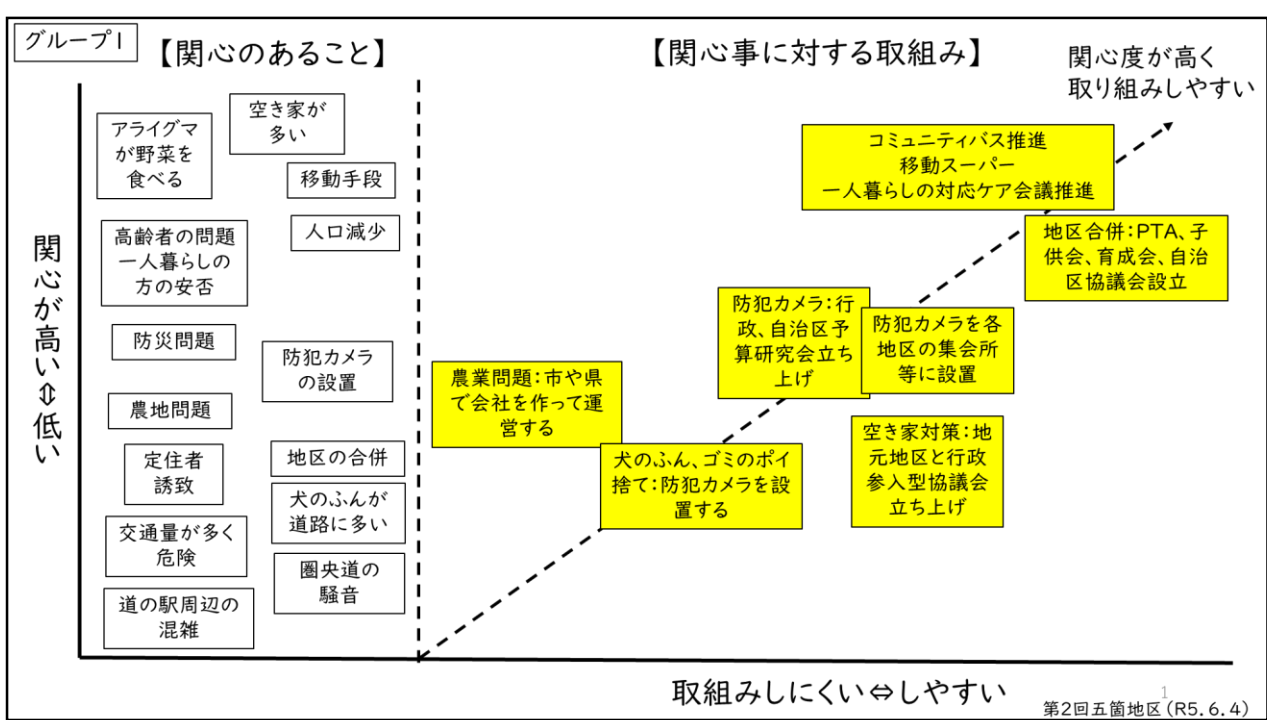 グループ1
【関心のあること】
【関心事に対する取組み】
関心度が高く
取り組みしやすい
関心が高い⇔低い
アライグマ
が野菜を
食べる
空き家が
多い
移動手段
高齢者の問題
一人暮らしの
方の安否
人口減少
防災問題
防犯カメラ
の設置
農地問題
定住者
誘致
地区の合併
犬のふんが
道路に多い
交通量が多く
危険
圏央道の
騒音
道の駅周辺の
混雑
コミュニティバス推進
移動スーパー
一人暮らしの対応ケア会議推進
地区合併:PTA、子
供会、育成会、自治
区協議会設立
防犯カメラ:行
政、自治区予
算研究会立ち
上げ
防犯カメラを各
地区の集会所
等に設置
農業問題:市や県
で会社を作って運
営する
犬のふん、ゴミのポイ
捨て:防犯カメラを設
置する
空き家対策:地
元地区と行政
参入型協議会
立ち上げ
取組みしにくい⇔しやすい
1
第2回五箇地区(R5.6.4)